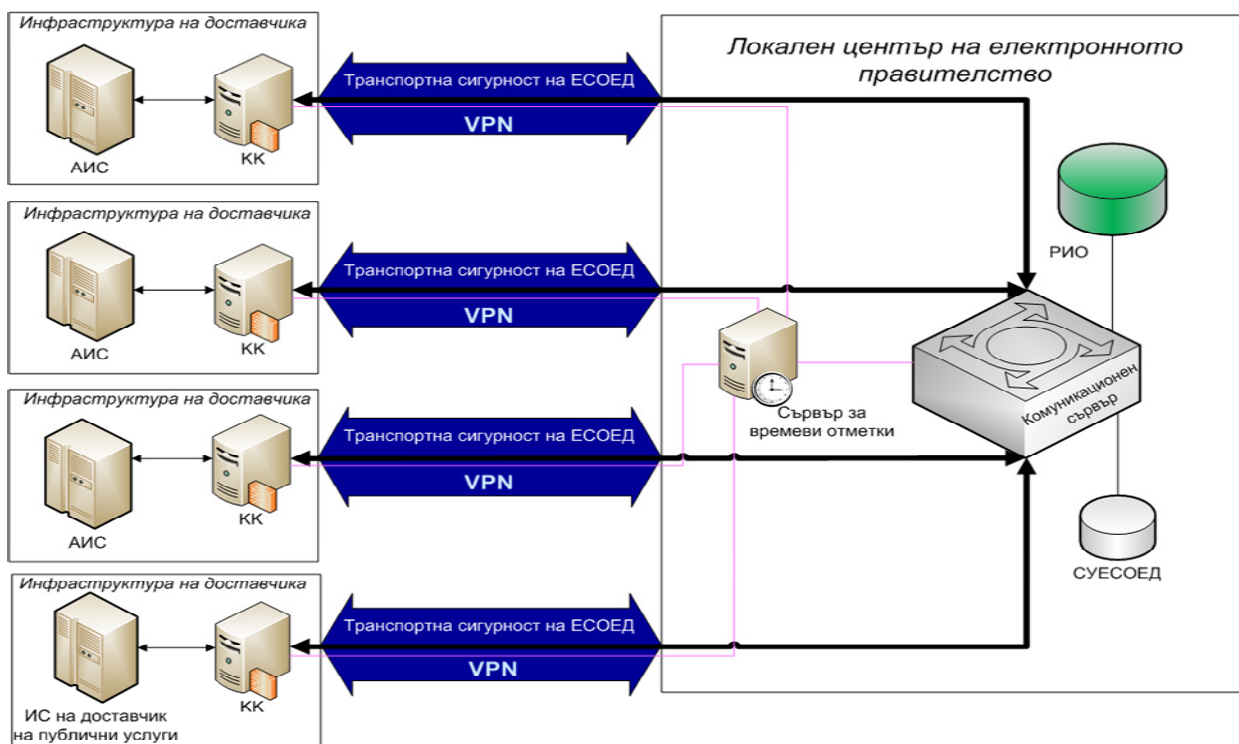 Инфраструктура на доставчика
АИС
КК
Транспортна сигурност на ЕСОЕД
VPN
Инфраструктура на доставчика
АИС
КК
Транспортна сигурност на ЕСОЕД
VPN
Инфраструктура на доставчика
АИС
КК
Транспортна сигурност на ЕСОЕД
VPN
Инфраструктура на доставчика
ИС на доставчик
на публични услуги
КК
Транспортна сигурност на ЕСОЕД
VPN
Локален център на електронното
правителство
РИО
Сървър за
времеви отметки
Комуникационен
сървър
СУЕСОЕД